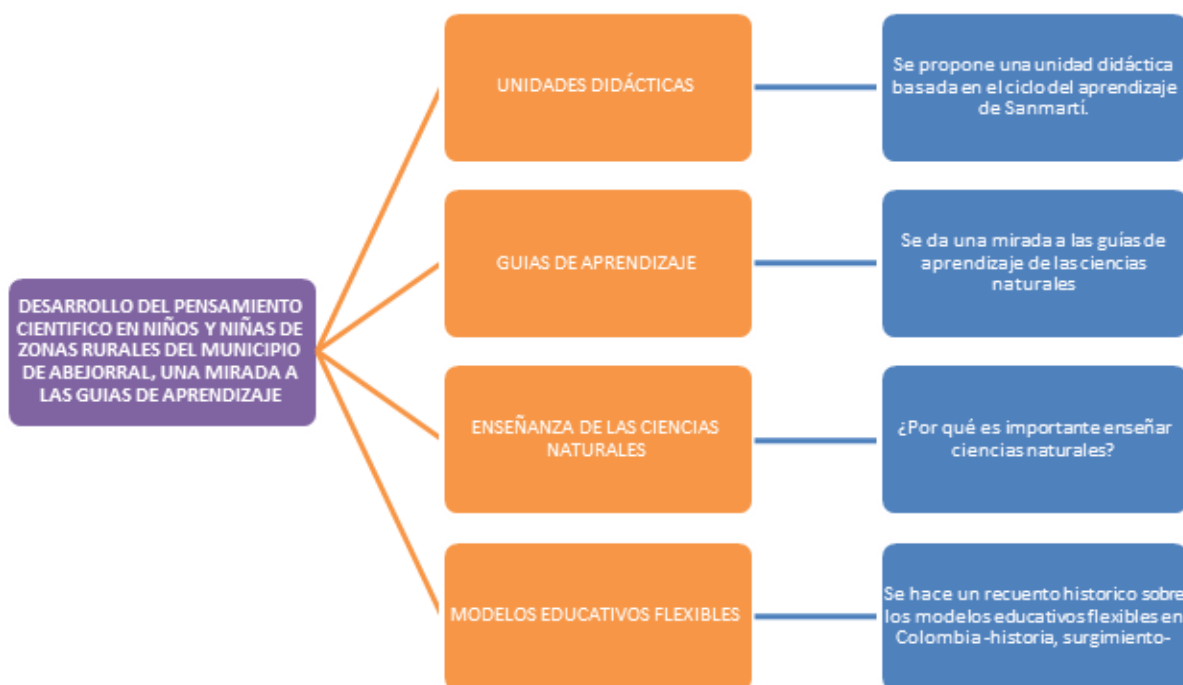 DESARROLLO DEL PENSAMIENTO
CIENTIFICO EN NIÑOS Y NIÑAS DE
ZONAS RURALES DEL MUNICIPIO
DE ABEJORRAL, UNA MIRADA A
LAS GUIAS DE APRENDIZAJE
UNIDADES DIDÁCTICAS
Se propone una unidad didáctica
basada en el ciclo del aprendizaje
de Sanmartí.
GUIAS DE APRENDIZAJE
Se da una mirada a las guías de
aprendizaje de las ciencias
naturales
ENSEÑANZA DE LAS CIENCIAS
NATURALES
¿Por qué es importante enseñar
ciencias naturales?
MODELOS EDUCATIVOS FLEXIBLES
Se hace un recuento historico sobre
los modelos educativos flexibles en
Colombia -historia, surgimiento-